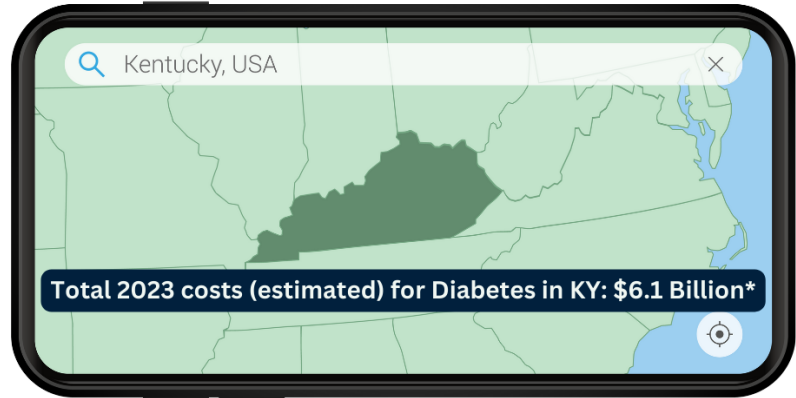 Kentucky, USA
Total 2023 costs (estimated) for Diabetes in KY: $6.1 Billion*